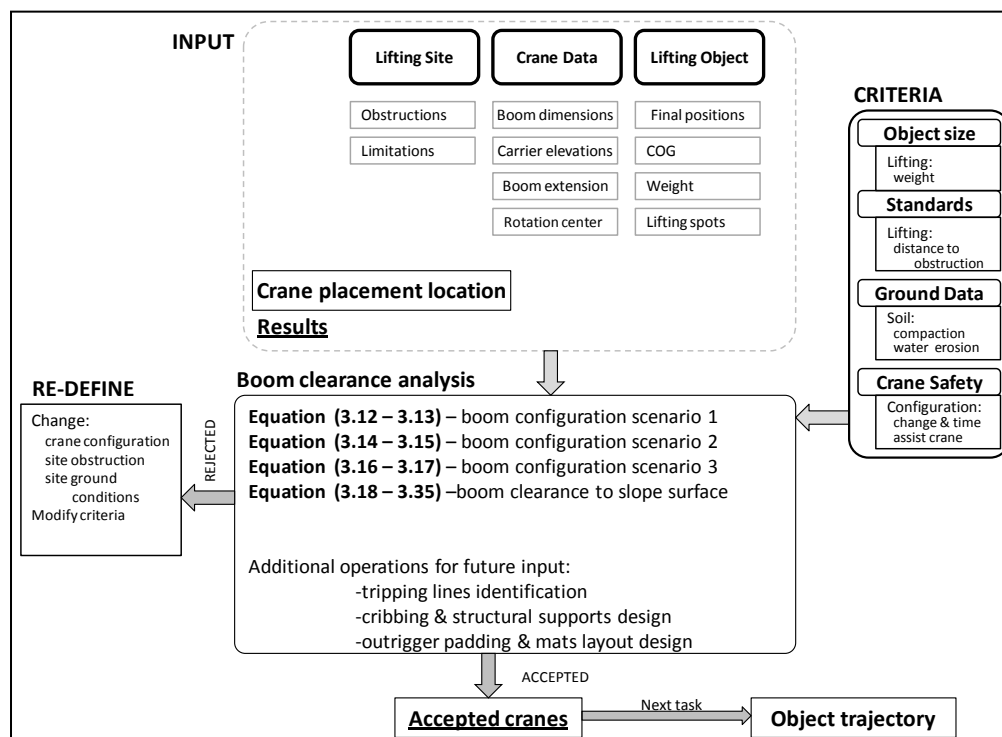 INPUT
Lifting Site
Crane Data
Lifting Object
Obstructions
Boom dimensions
Final positions
Limitations
Carrier elevations
COG
Boom extension
Weight
Rotation center
Lifting spots
Crane placement location
Results
CRITERIA
Object size
Lifting:
weight
Standards
Lifting:
distance to
obstruction
Ground Data
Soil:
compaction
water erosion
Crane Safety
Configuration:
change & time
assist crane
Boom clearance analysis
Equation (3.12 – 3.13) – boom configuration scenario 1
Equation (3.14 – 3.15) – boom configuration scenario 2
Equation (3.16 – 3.17) – boom configuration scenario 3
Equation (3.18 – 3.35) –boom clearance to slope surface
Additional operations for future input:
-tripping lines identification
-cribbing & structural supports design
-outrigger padding & mats layout design
RE-DEFINE
Change:
crane configuration
site obstruction
site ground
conditions
Modify criteria
REJECTED
ACCEPTED
Accepted cranes
Next task
Object trajectory